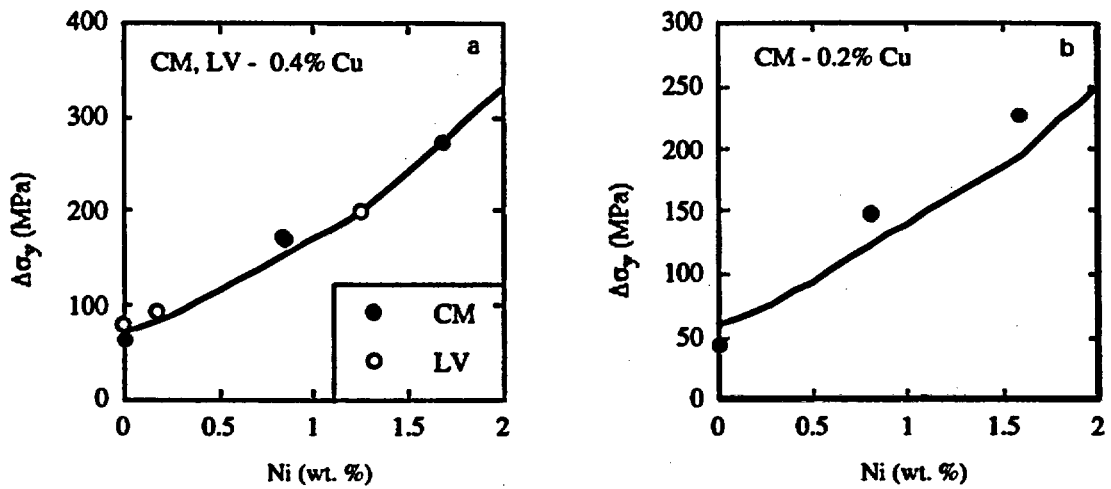 a
CM, LV - 0.4% Cu
400
300
200
100
0
Δσy (MPa)
CM
LV
0 0.5 1 1.5 2
Ni (wt. %)
b
CM - 0.2% Cu
300
250
200
150
100
50
0
Δσy (MPa)
0 0.5 1 1.5 2
Ni (wt. %)